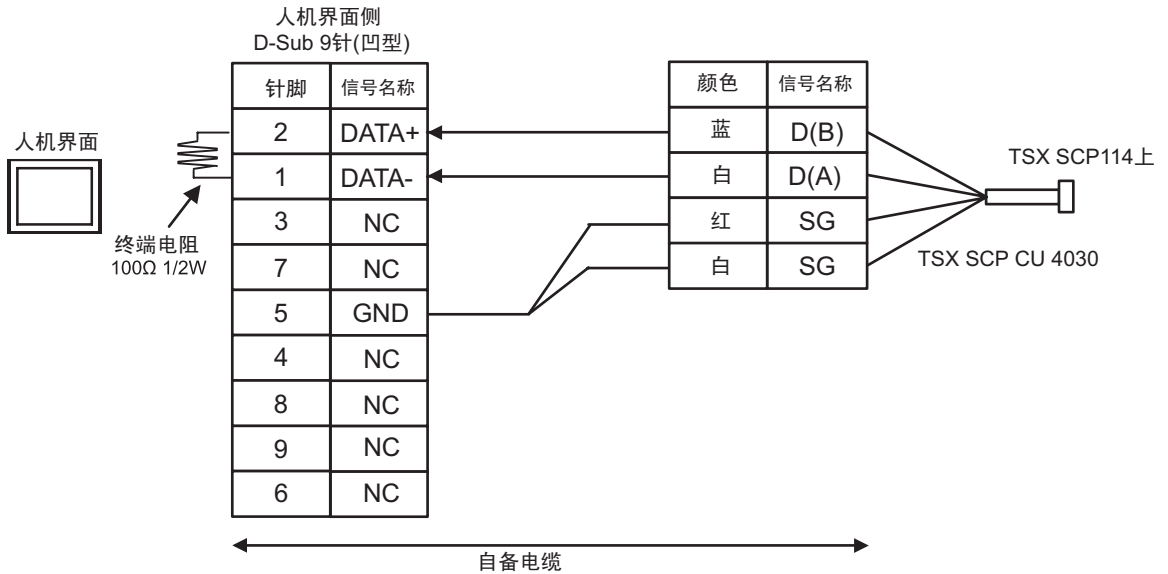 人机界面侧
D-Sub 9针(凹型)
针脚 信号名称
2 DATA+
1 DATA-
3 NC
7 NC
5 GND
4 NC
8 NC
9 NC
6 NC
人机界面
终端电阻
100Ω 1/2W
颜色 信号名称
蓝 D(B)
白 D(A)
红 SG
白 SG
TSX SCP114上
TSX SCP CU 4030
自备电缆